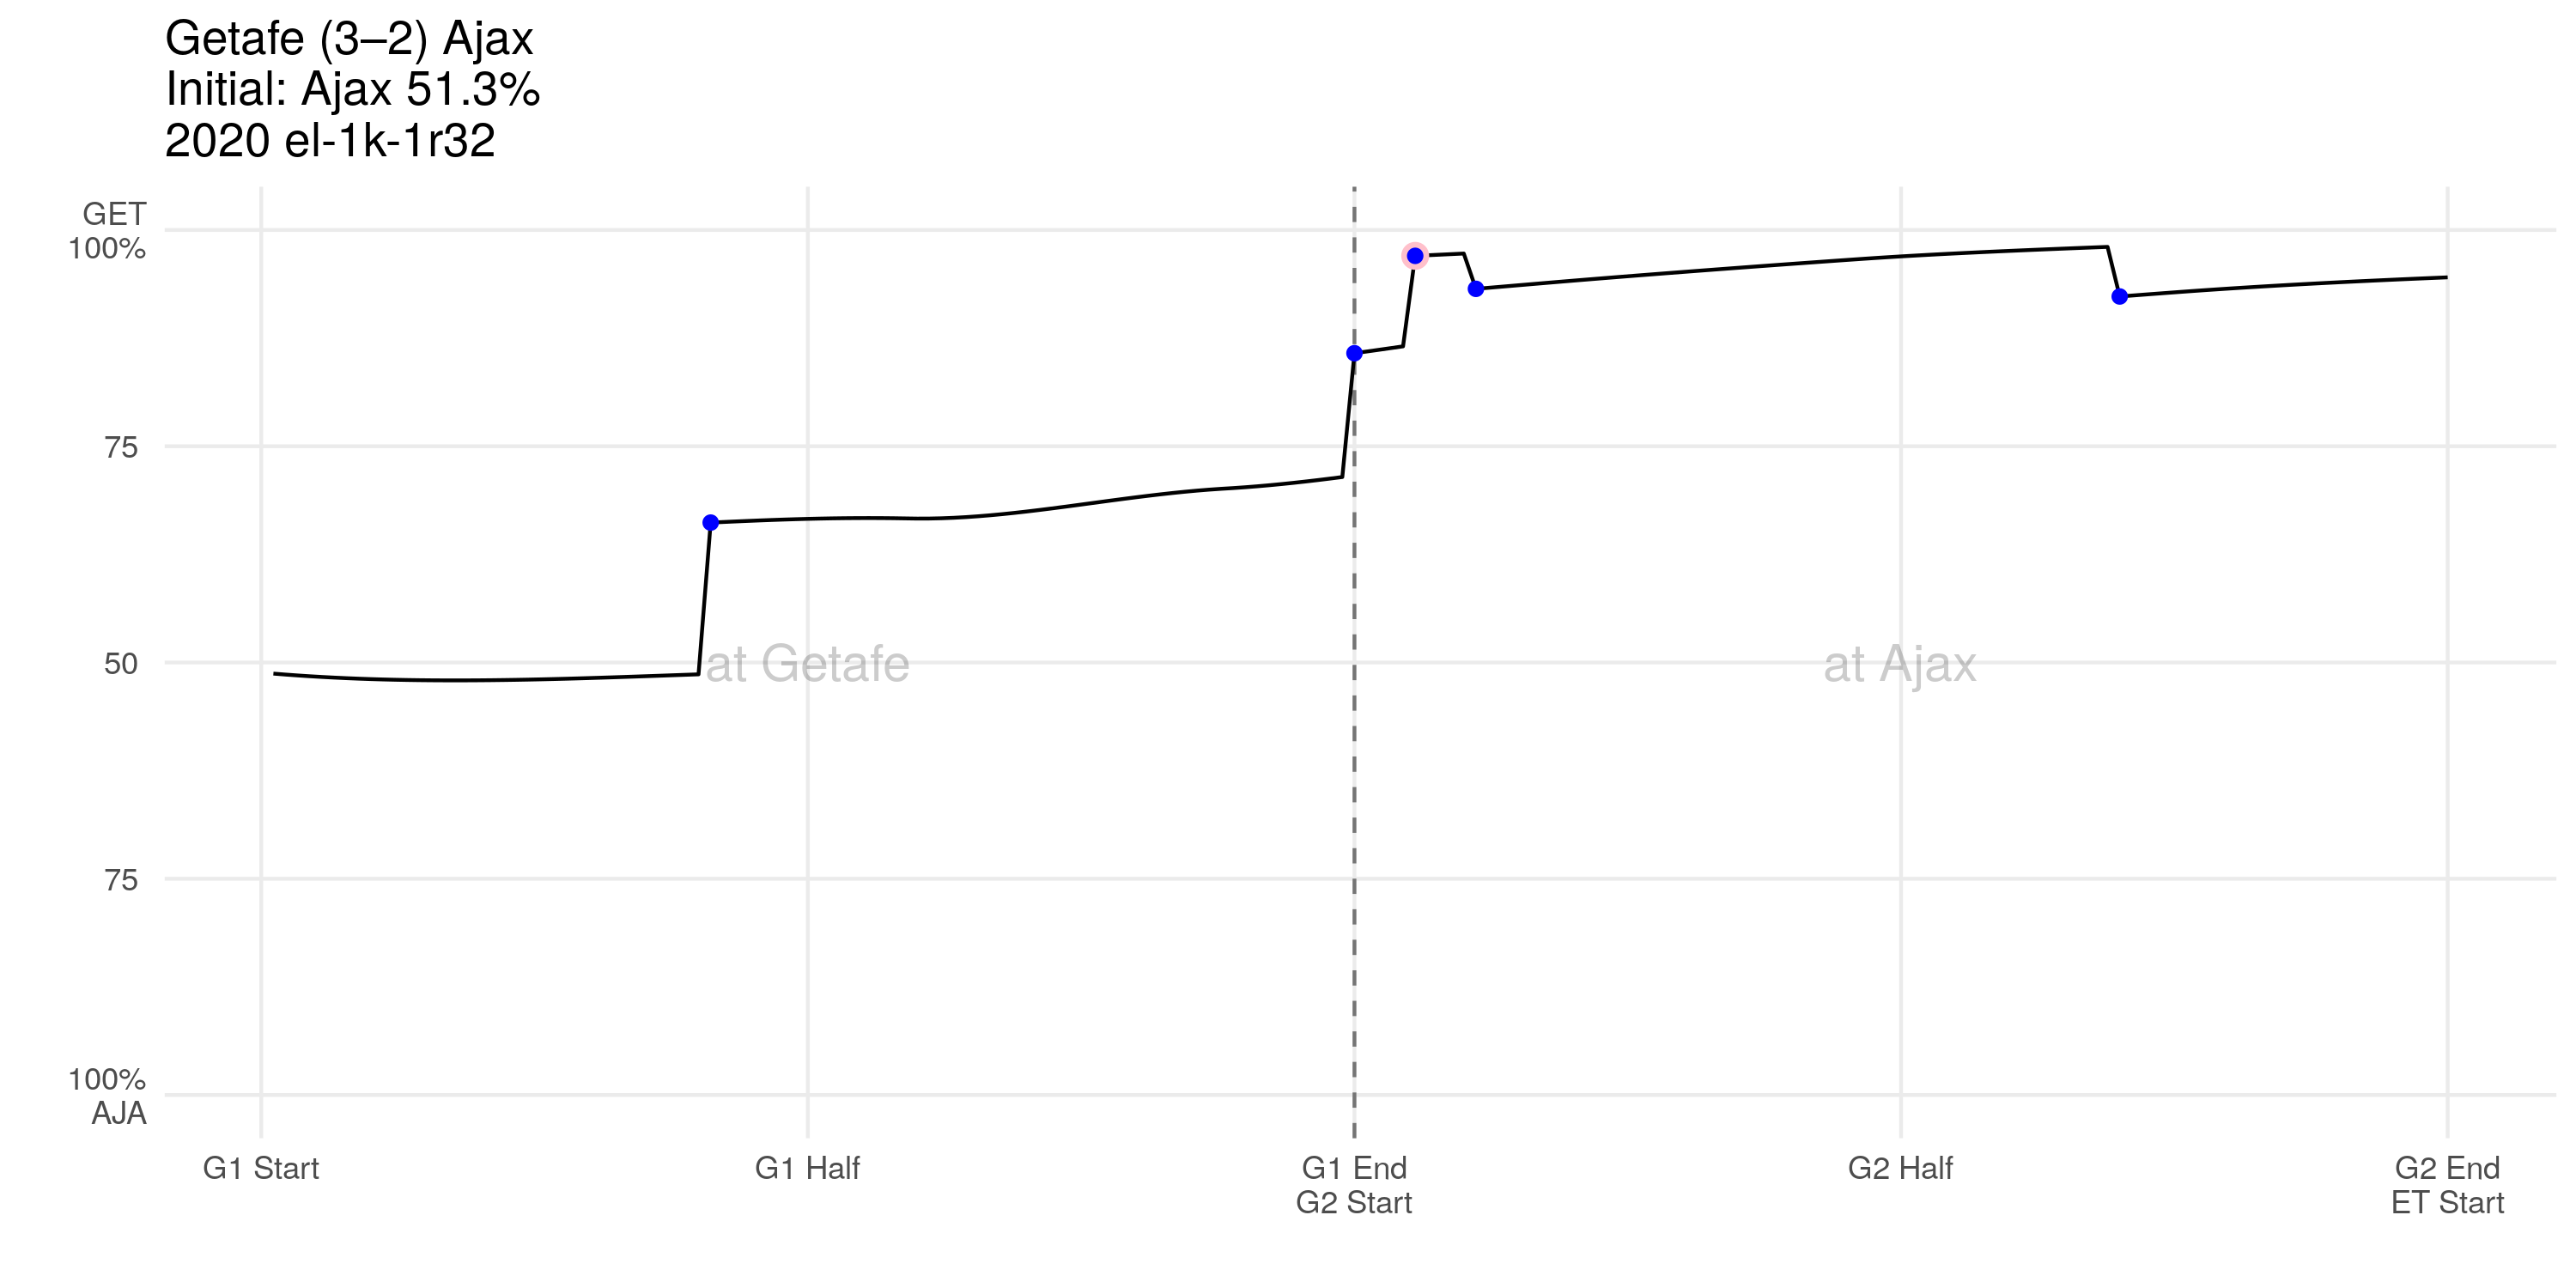 Getafe (3–2) Ajax
Initial: Ajax 51.3%
2020 el-1k-1r32
GET
100%
75
50
75
100%
AJA
at Getafe
at Ajax
G1 Start
G1 Half
G1 End
G2 Start
G2 Half
G2 End
ET Start